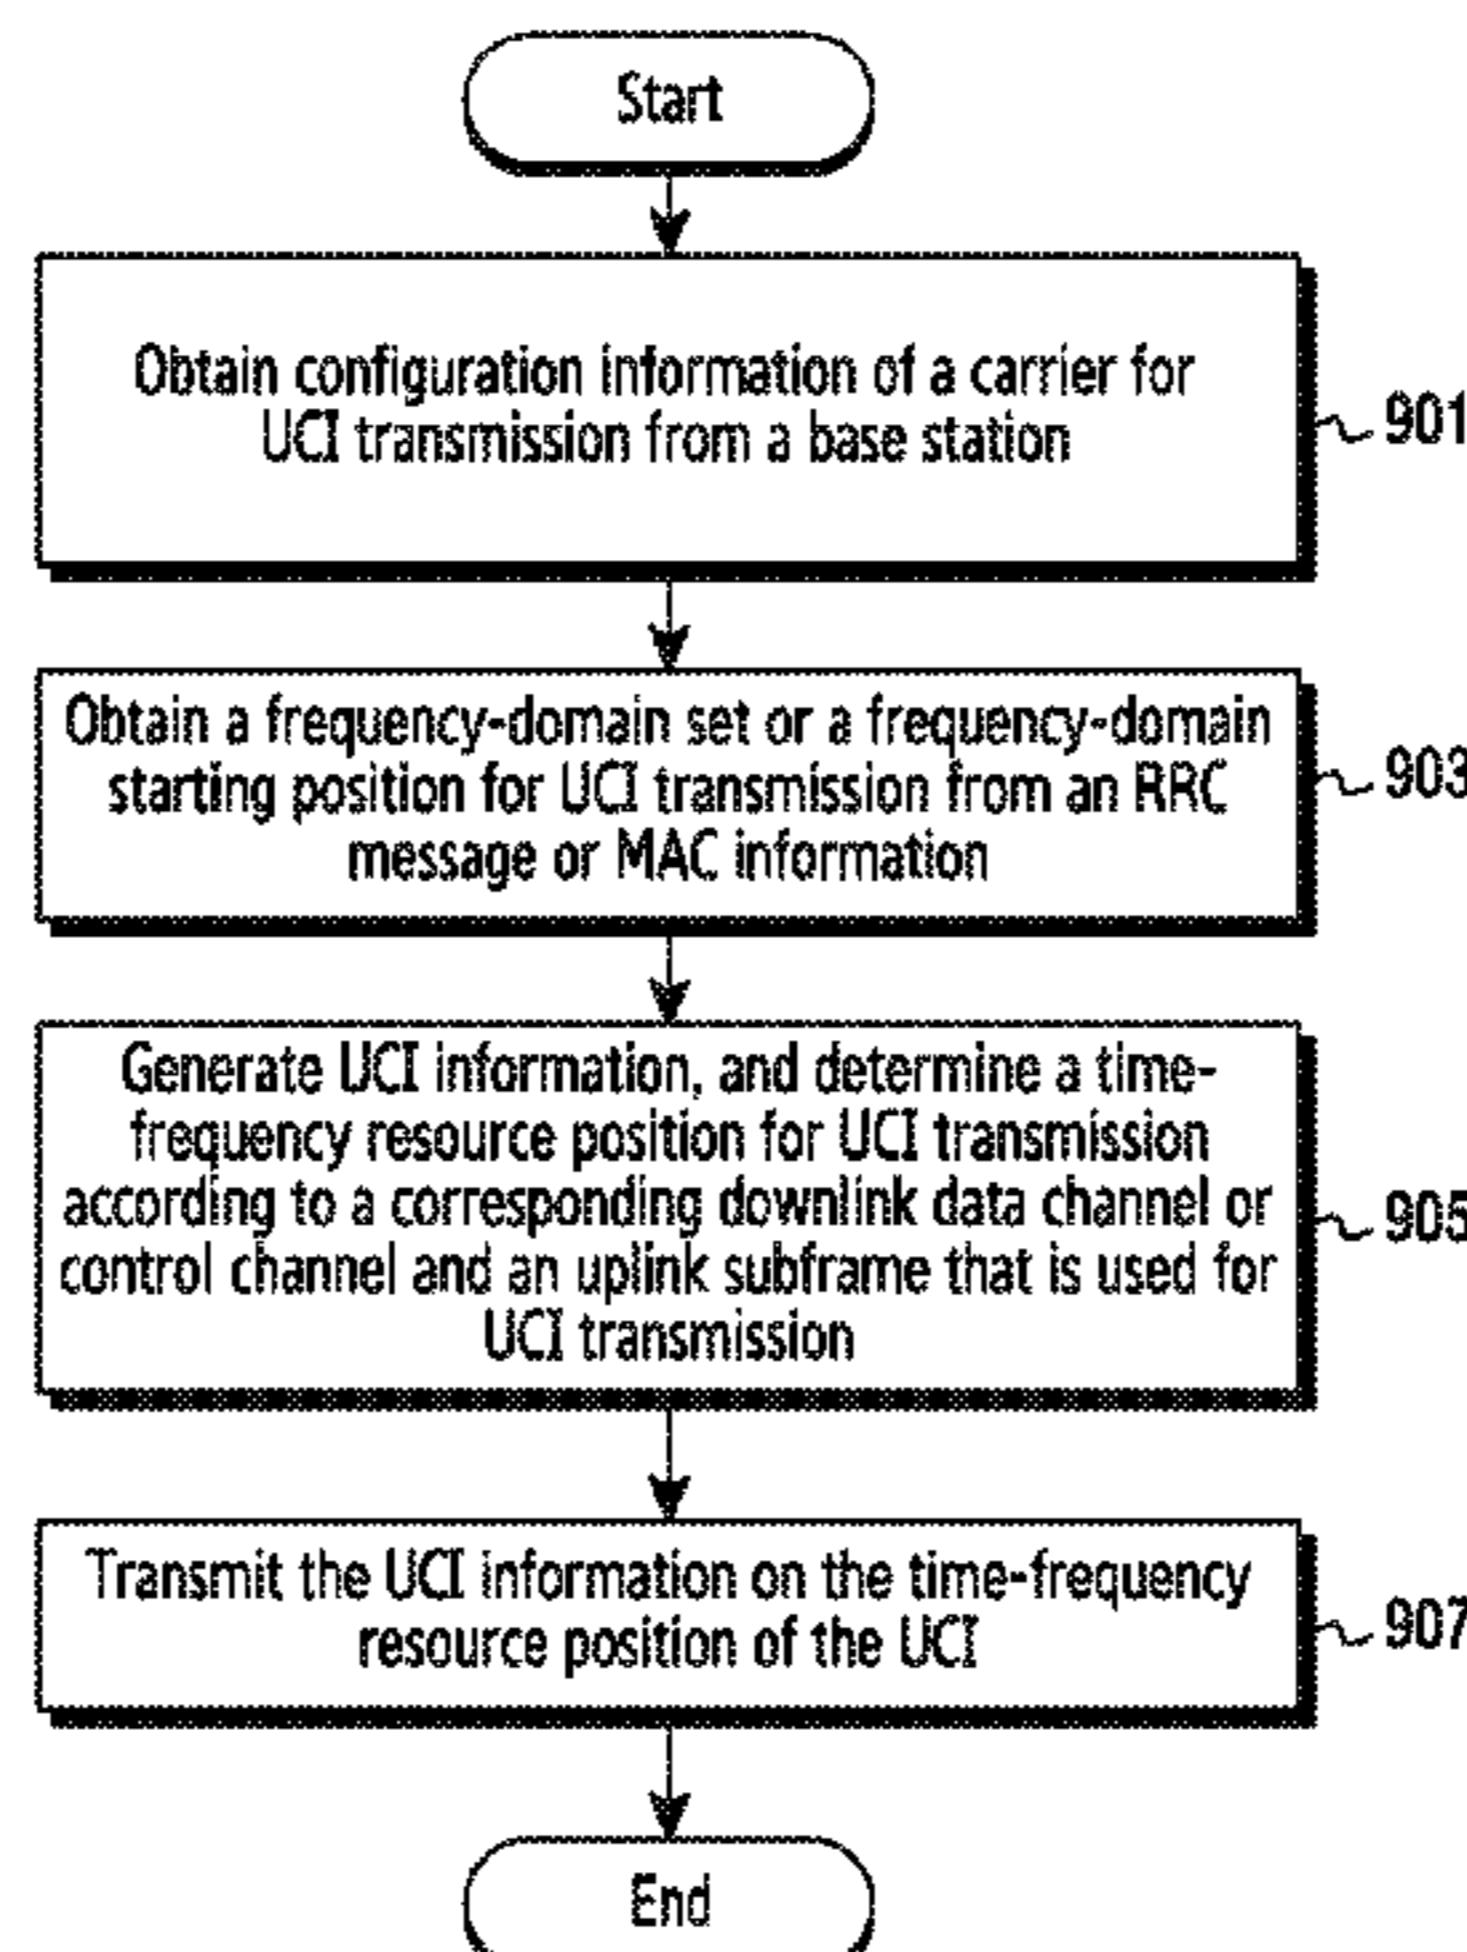 Start
Obtain configuration information of a carrier for
UCI transmission from a base station
901
Obtain a frequency-domain set or a frequency-domain
starting position for UCI transmission from an RRC
message or MAC information
903
Generate UCI information, and determine a time-
frequency resource position for UCI transmission
according to a corresponding downlink data channel or
control channel and an uplink subframe that is used for
UCI transmission
905
Transmit the UCI information on the time-frequency
resource position of the UCI
907
End